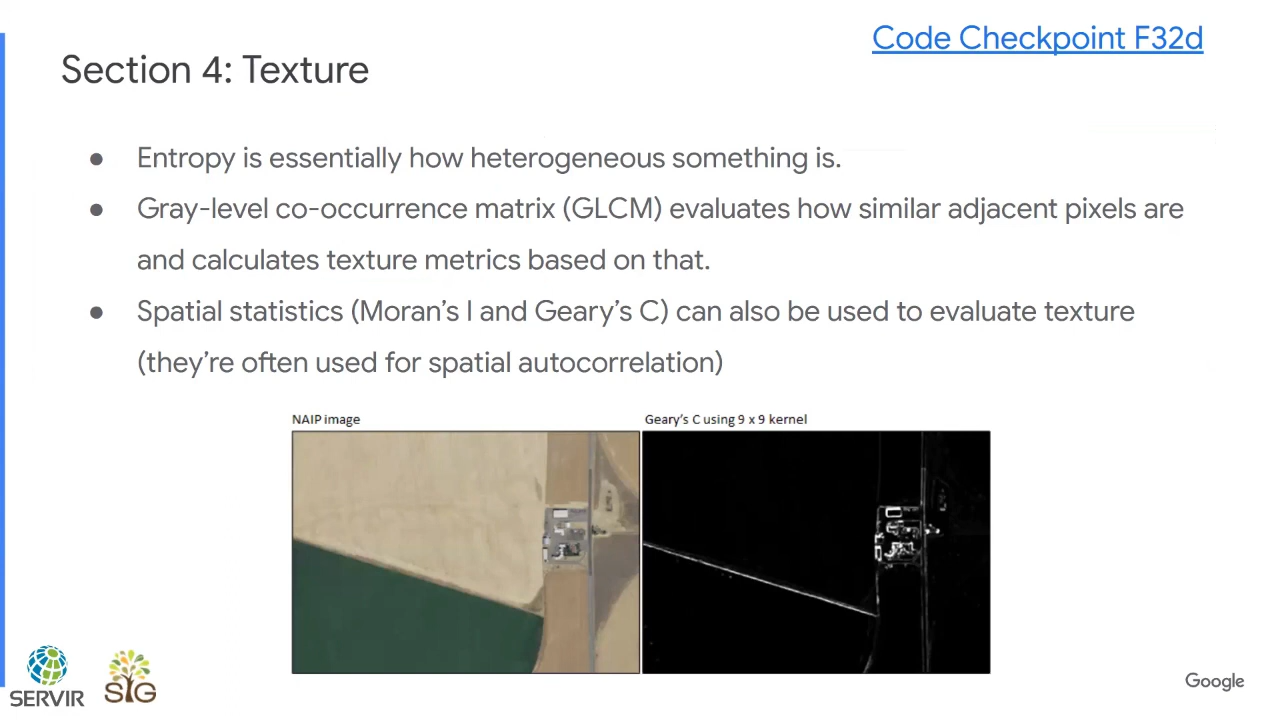 Code Checkpoint F32d
Section 4: Texture
● Entropy is essentially how heterogeneous something is.
● Gray-level co-occurrence matrix (GLCM) evaluates how similar adjacent pixels are
and calculates texture metrics based on that.
● Spatial statistics (Moran’s I and Geary’s C) can also be used to evaluate texture
(they’re often used for spatial autocorrelation)
NAIP image
Geary’s C using 9 x 9 kernel
SERVIR
SIG
Google